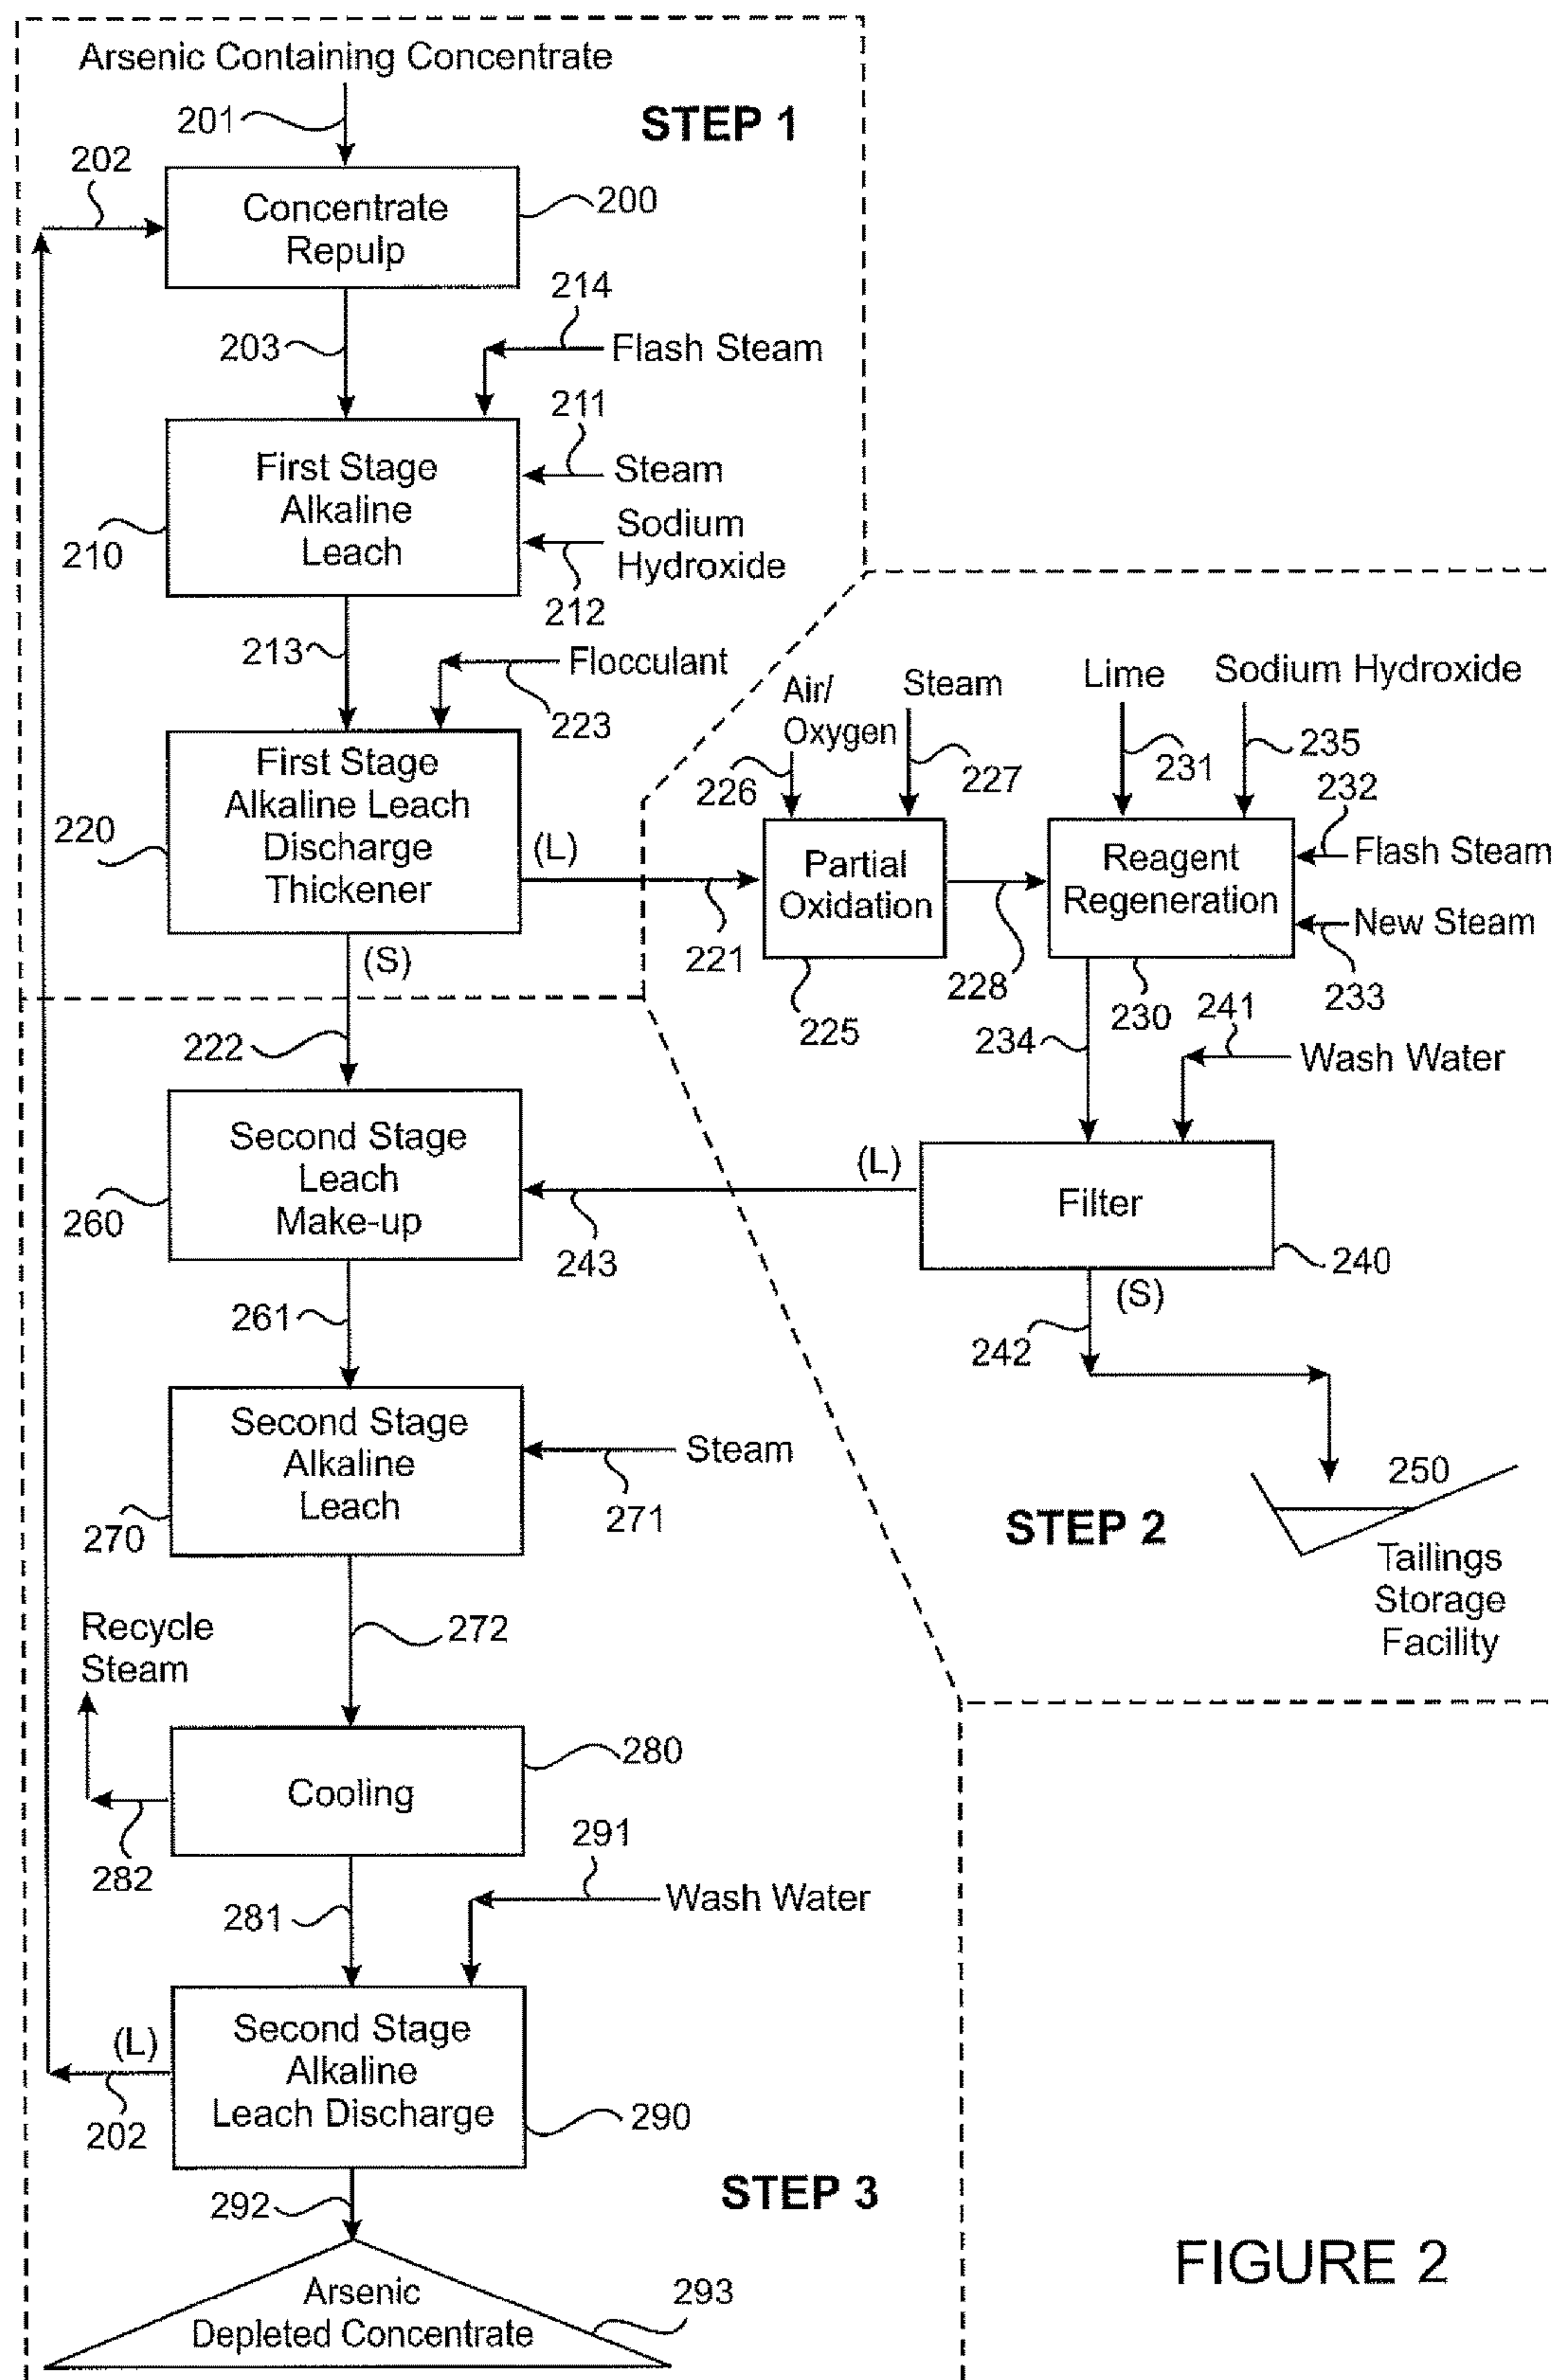 Arsenic Containing Concentrate
201
STEP 1
202
Concentrate
Repulp
200
214
203
Flash Steam
211
First Stage
Alkaline
Leach
Steam
Sodium
Hydroxide
210
212
213
Flocculant
223
First Stage
Alkaline Leach
Discharge
Thickener
220
(L)
(S)
221
Air/
Oxygen
226
Steam
227
Partial
Oxidation
225
228
Lime
231
Sodium Hydroxide
235
232
Flash Steam
Reagent
Regeneration
New Steam
233
230
234
241
Wash Water
222
Second Stage
Leach
Make-up
260
(L)
243
Filter
240
(S)
242
261
Second Stage
Alkaline
Leach
270
Steam
271
STEP 2
250
Tailings
Storage
Facility
272
Recycle
Steam
Cooling
280
282
281
291
Wash Water
(L)
202
Second Stage
Alkaline
Leach Discharge
290
292
STEP 3
Arsenic
Depleted Concentrate
293
FIGURE 2